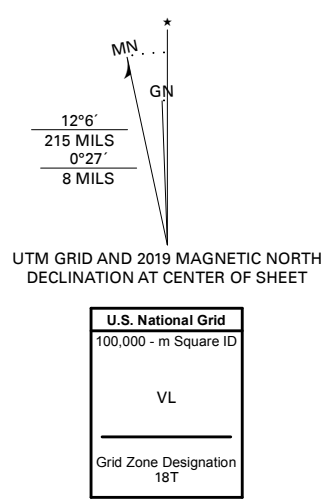 ★
MN
GN
12°6´
215 MILS
0°27´
8 MILS
UTM GRID AND 2019 MAGNETIC NORTH
DECLINATION AT CENTER OF SHEET
U.S. National Grid
100,000 - m Square ID
VL
Grid Zone Designation
18T